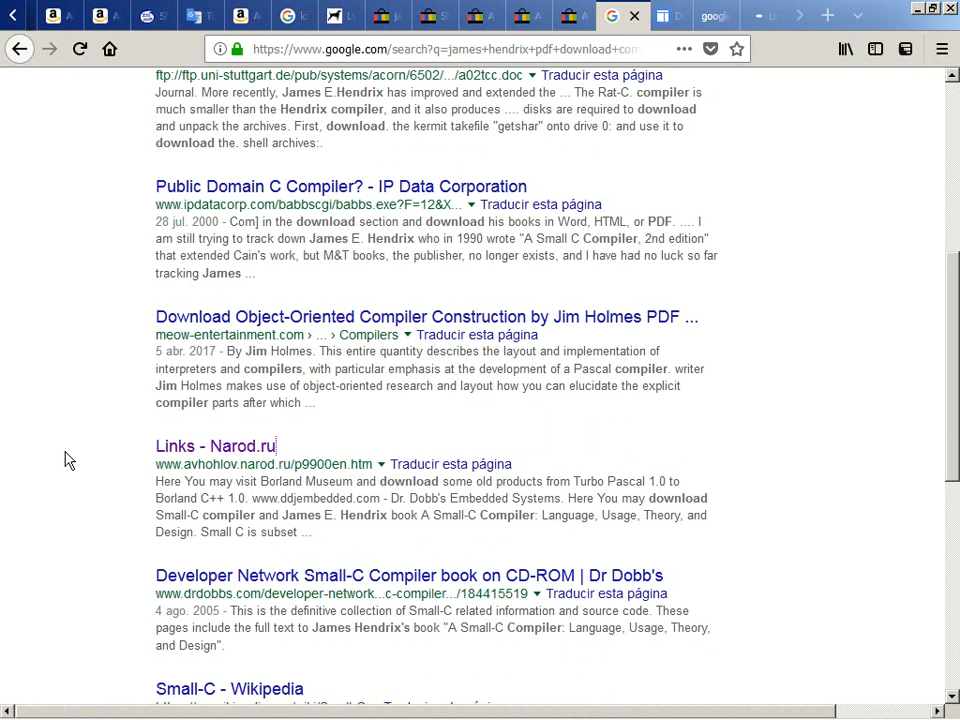 https://www.google.com/search?q=james+hendrix+pdf+download+com
ftp://ftp.uni-stuttgart.de/pub/systems/acorn/6502/.../a02tcc.doc ▾ Traducir esta página
Journal. More recently, James E.Hendrix has improved and extended the ... The Rat-C. compiler is
much smaller than the Hendrix compiler, and it also produces .... disks are required to download
and unpack the archives. First, download. the kermit takefile "getshar" onto drive 0: and use it to
download the. shell archives:.
Public Domain C Compiler? - IP Data Corporation
www.ipdatacorp.com/babbscgi/babbs.exe?F=12&X... ▾ Traducir esta página
28 jul. 2000 - Com] in the download section and download his books in Word, HTML, or PDF. .... I
am still trying to track down James E. Hendrix who in 1990 wrote "A Small C Compiler, 2nd edition"
that extended Cain's work, but M&T books, the publisher, no longer exists, and I have had no luck so far
tracking James ...
Download Object-Oriented Compiler Construction by Jim Holmes PDF ...
meow-entertainment.com › ... › Compilers ▾ Traducir esta página
5 abr. 2017 - By Jim Holmes. This entire quantity describes the layout and implementation of
interpreters and compilers, with particular emphasis at the development of a Pascal compiler. writer
Jim Holmes makes use of object-oriented research and layout how you can elucidate the explicit
compiler parts after which ...
Links - Narod.ru
www.avhohlov.narod.ru/p9900en.htm ▾ Traducir esta página
Here You may visit Borland Museum and download some old products from Turbo Pascal 1.0 to
Borland C++ 1.0. www.ddjembedded.com - Dr. Dobb's Embedded Systems. Here You may download
Small-C compiler and James E. Hendrix book A Small-C Compiler: Language, Usage, Theory, and
Design. Small C is subset ...
Developer Network Small-C Compiler book on CD-ROM | Dr Dobb's
www.drdobbs.com/developer-network...c-compiler.../184415519 ▾ Traducir esta página
4 ago. 2005 - This is the definitive collection of Small-C related information and source code. These
pages include the full text to James Hendrix's book "A Small-C Compiler: Language, Usage, Theory,
and Design".
Small-C - Wikipedia